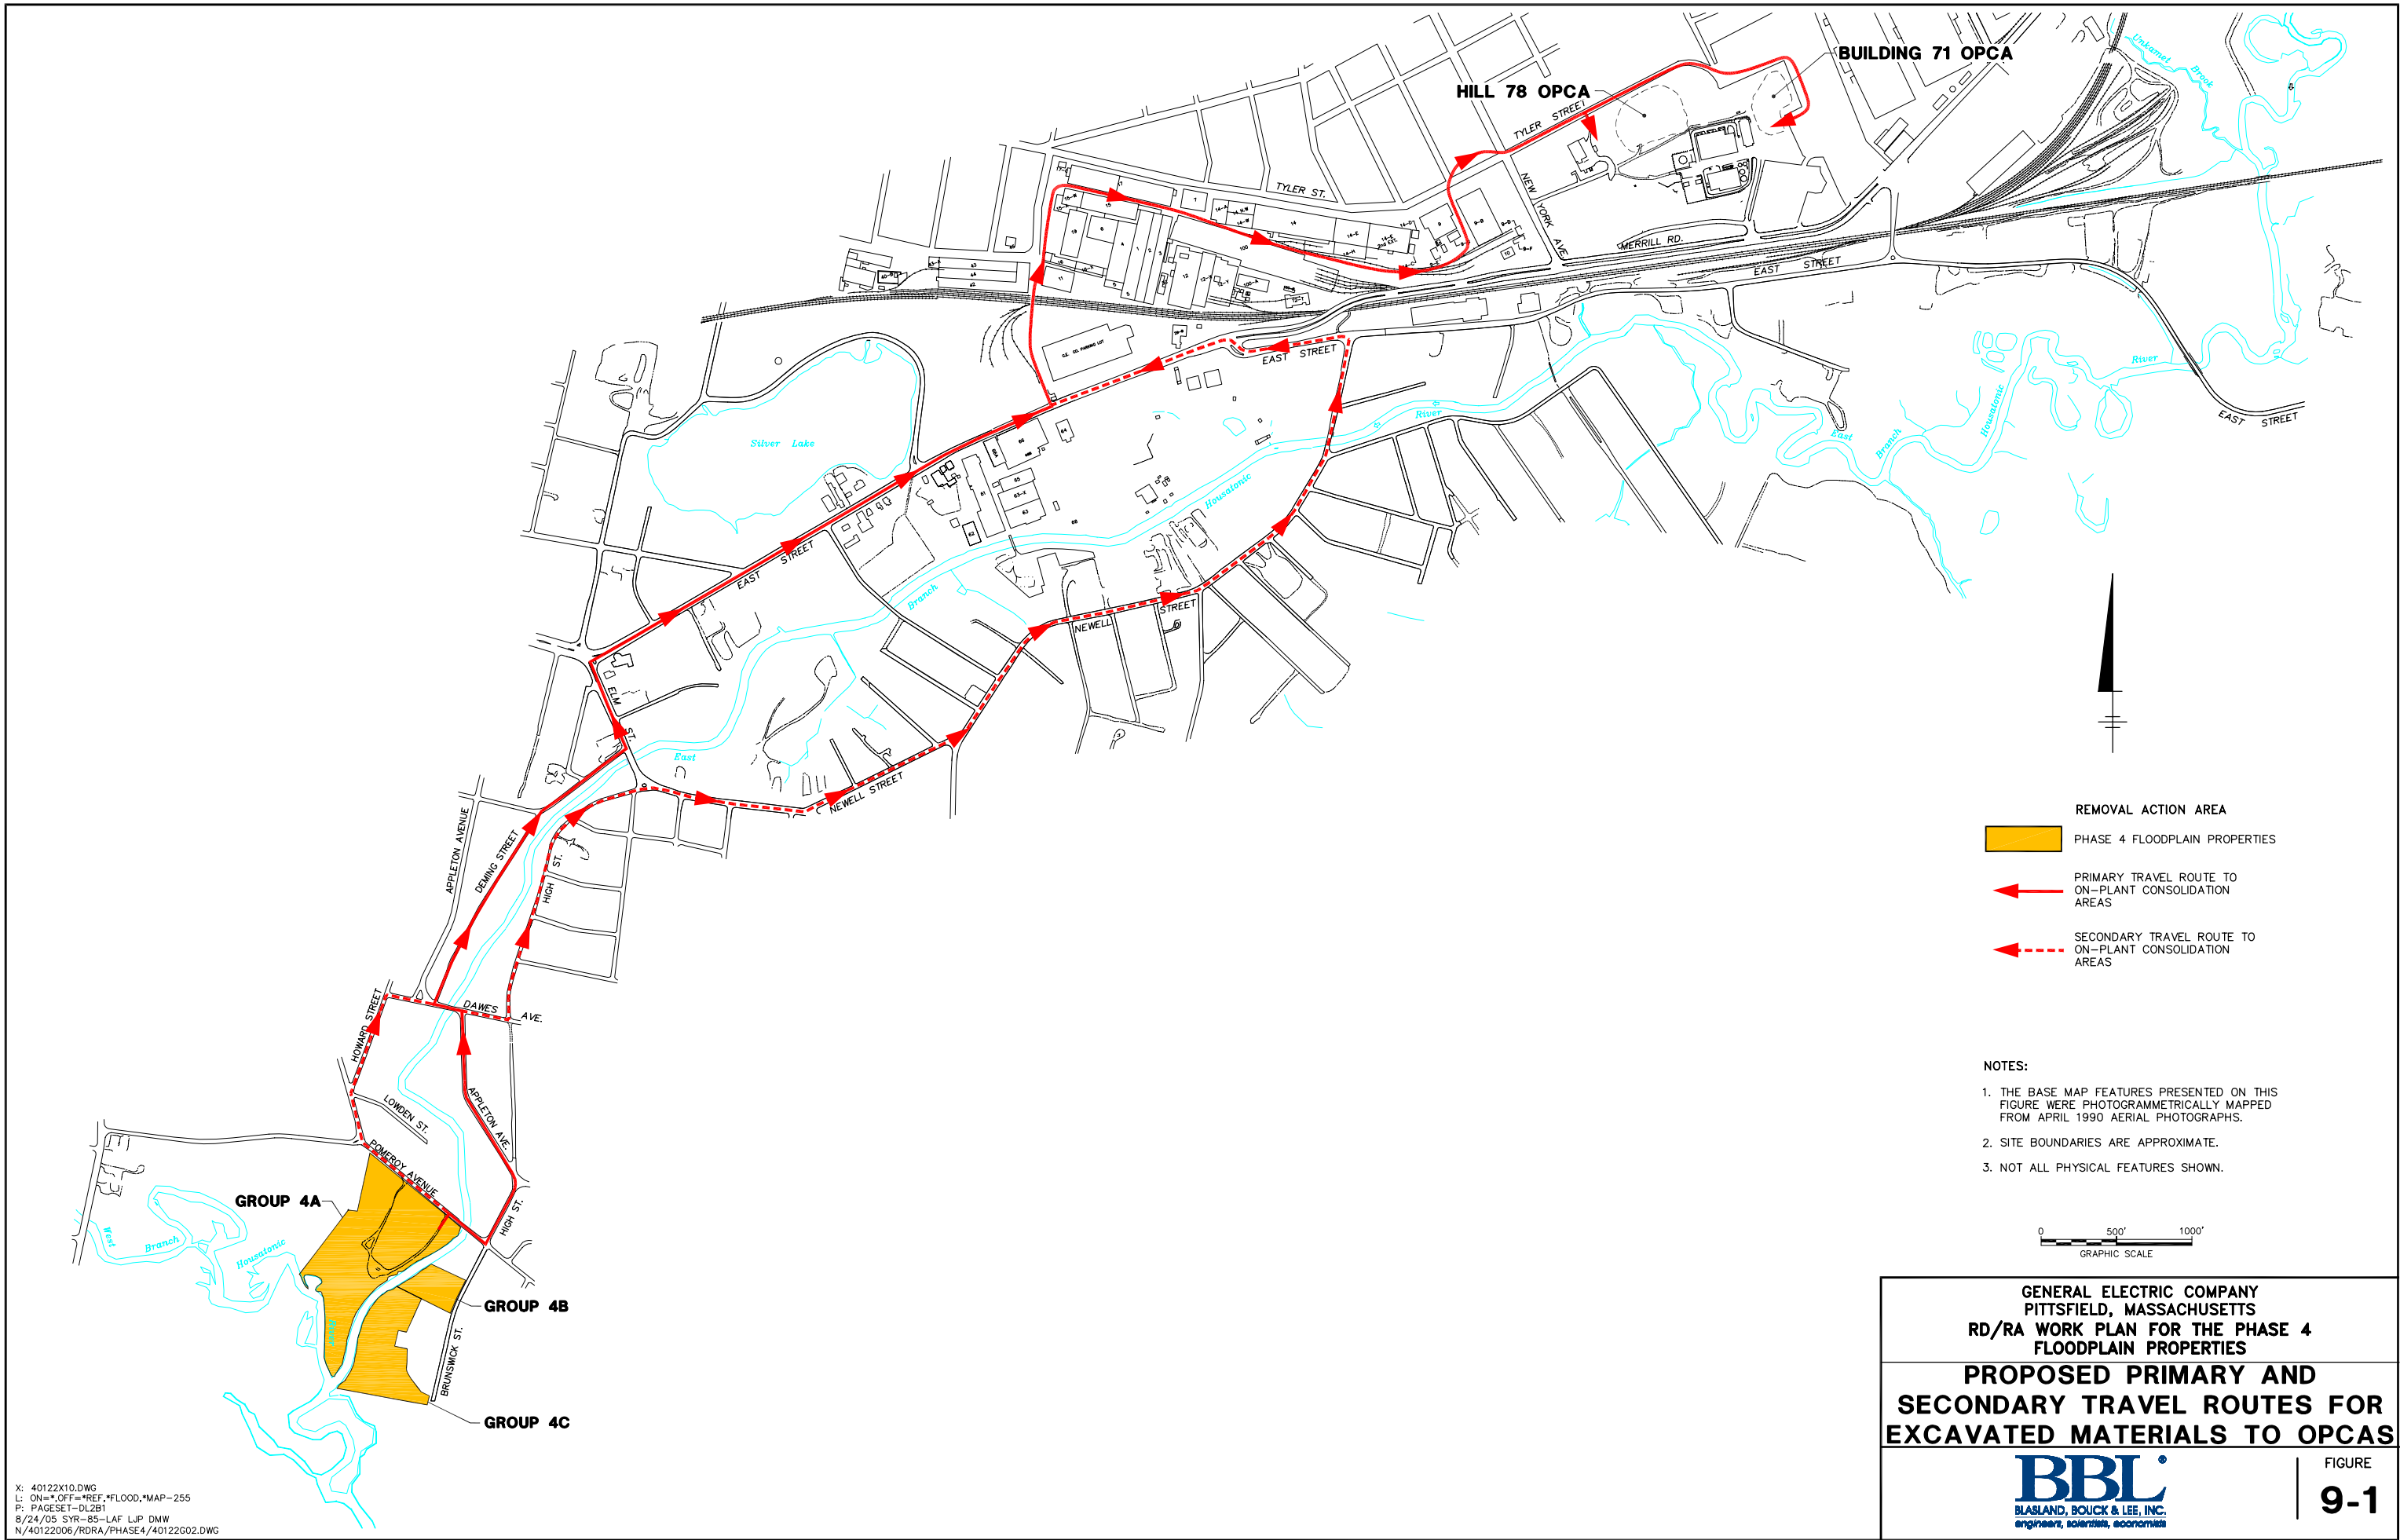 BUILDING 71 OPCA
HILL 78 OPCA
Unkamet
Brook
TYLER STREET
TYLER ST.
NEW YORK AVE.
MERRILL RD.
EAST STREET
G.E. CO. PARKING LOT
EAST STREET
Silver Lake
River
River
East
Branch
Housatonic
EAST STREET
Housatonic
EAST STREET
Branch
NEWELL STREET
ELM ST.
East
NEWELL STREET
APPLETON AVENUE
DEMING STREET
HIGH ST.
DAWES AVE.
HOWARD STREET
LOWDEN ST.
APPLETON AVE.
POMEROY AVENUE
HIGH ST.
GROUP 4A
West
Branch
Housatonic
River
GROUP 4B
BRUNSWICK ST.
GROUP 4C
REMOVAL ACTION AREA
PHASE 4 FLOODPLAIN PROPERTIES
PRIMARY TRAVEL ROUTE TO
ON-PLANT CONSOLIDATION
AREAS
SECONDARY TRAVEL ROUTE TO
ON-PLANT CONSOLIDATION
AREAS
NOTES:
1. THE BASE MAP FEATURES PRESENTED ON THIS
FIGURE WERE PHOTOGRAMMETRICALLY MAPPED
FROM APRIL 1990 AERIAL PHOTOGRAPHS.
2. SITE BOUNDARIES ARE APPROXIMATE.
3. NOT ALL PHYSICAL FEATURES SHOWN.
0 500' 1000'
GRAPHIC SCALE
GENERAL ELECTRIC COMPANY
PITTSFIELD, MASSACHUSETTS
RD/RA WORK PLAN FOR THE PHASE 4
FLOODPLAIN PROPERTIES
PROPOSED PRIMARY AND
SECONDARY TRAVEL ROUTES FOR
EXCAVATED MATERIALS TO OPCAS
BBL®
BLASLAND, BOUCK & LEE, INC.
engineers, scientists, economists
FIGURE
9-1
X: 40122X10.DWG
L: ON=*,OFF=*REF,*FLOOD,*MAP-255
P: PAGESET-DL2B1
8/24/05 SYR-85-LAF LJP DMW
N/40122006/RDRA/PHASE4/40122G02.DWG